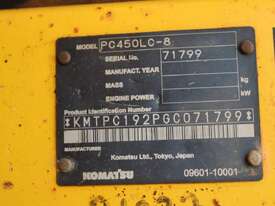 MODEL PC450LC-8
SERIAL No. 71799
MANUFACT. YEAR
MASS kg
ENGINE POWER kW
Product Identification Number
*KMTPC192PGC071799*
MANUFACTURER
Komatsu Ltd., Tokyo, Japan
KOMATSU 09601-10001